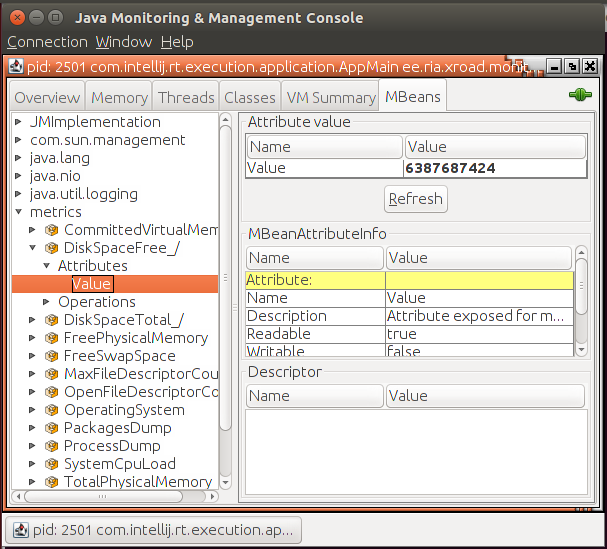 Java Monitoring & Management Console
Connection Window Help
pid: 2501 com.intellij.rt.execution.application.AppMain ee.ria.xroad.monit
Overview Memory Threads Classes VM Summary MBeans
JMImplementation
com.sun.management
java.lang
java.nio
java.util.logging
metrics
CommittedVirtualMem
DiskSpaceFree_/
Attributes
Value
Operations
DiskSpaceTotal_/
FreePhysicalMemory
FreeSwapSpace
MaxFileDescriptorCou
OpenFileDescriptorCo
OperatingSystem
PackagesDump
ProcessDump
SystemCpuLoad
TotalPhysicalMemory
Attribute value
Name Value
Value 6387687424
Refresh
MBeanAttributeInfo
Name Value
Attribute:
Name Value
Description Attribute exposed for m...
Readable true
Writable false
Descriptor
Name Value
pid: 2501 com.intellij.rt.execution.ap...